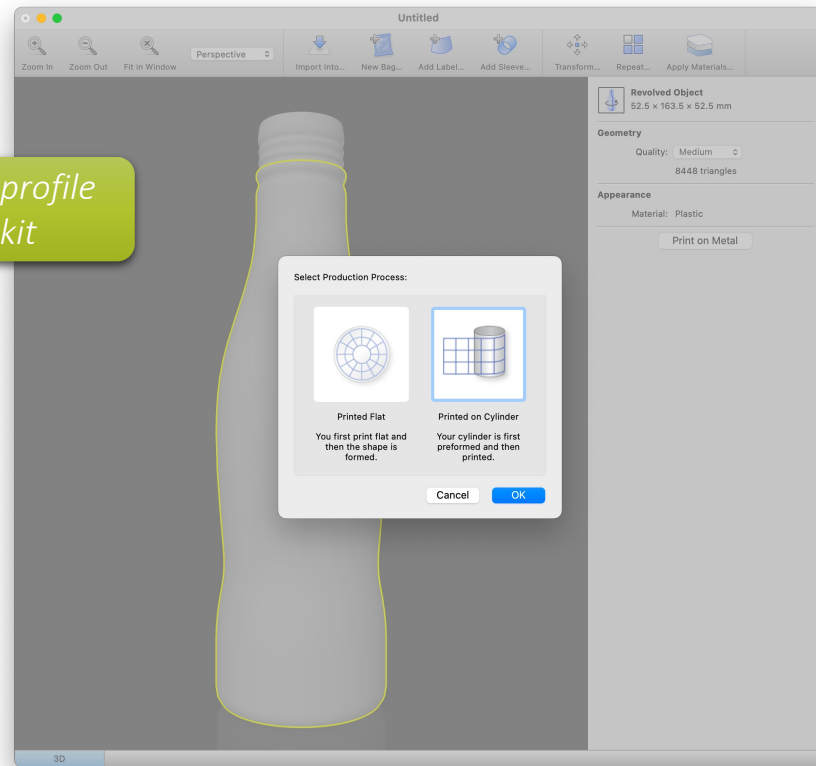 Untitled
Zoom In
Zoom Out
Fit in Window
Perspective
Import Into...
New Bag...
Add Label...
Add Sleeve...
Transform...
Repeat...
Apply Materials...
profile
kit
Revolved Object
52.5 × 163.5 × 52.5 mm
Geometry
Quality: Medium
8448 triangles
Appearance
Material: Plastic
Print on Metal
Select Production Process:
Printed Flat
You first print flat and
then the shape is
formed.
Printed on Cylinder
Your cylinder is first
preformed and then
printed.
Cancel
OK
3D